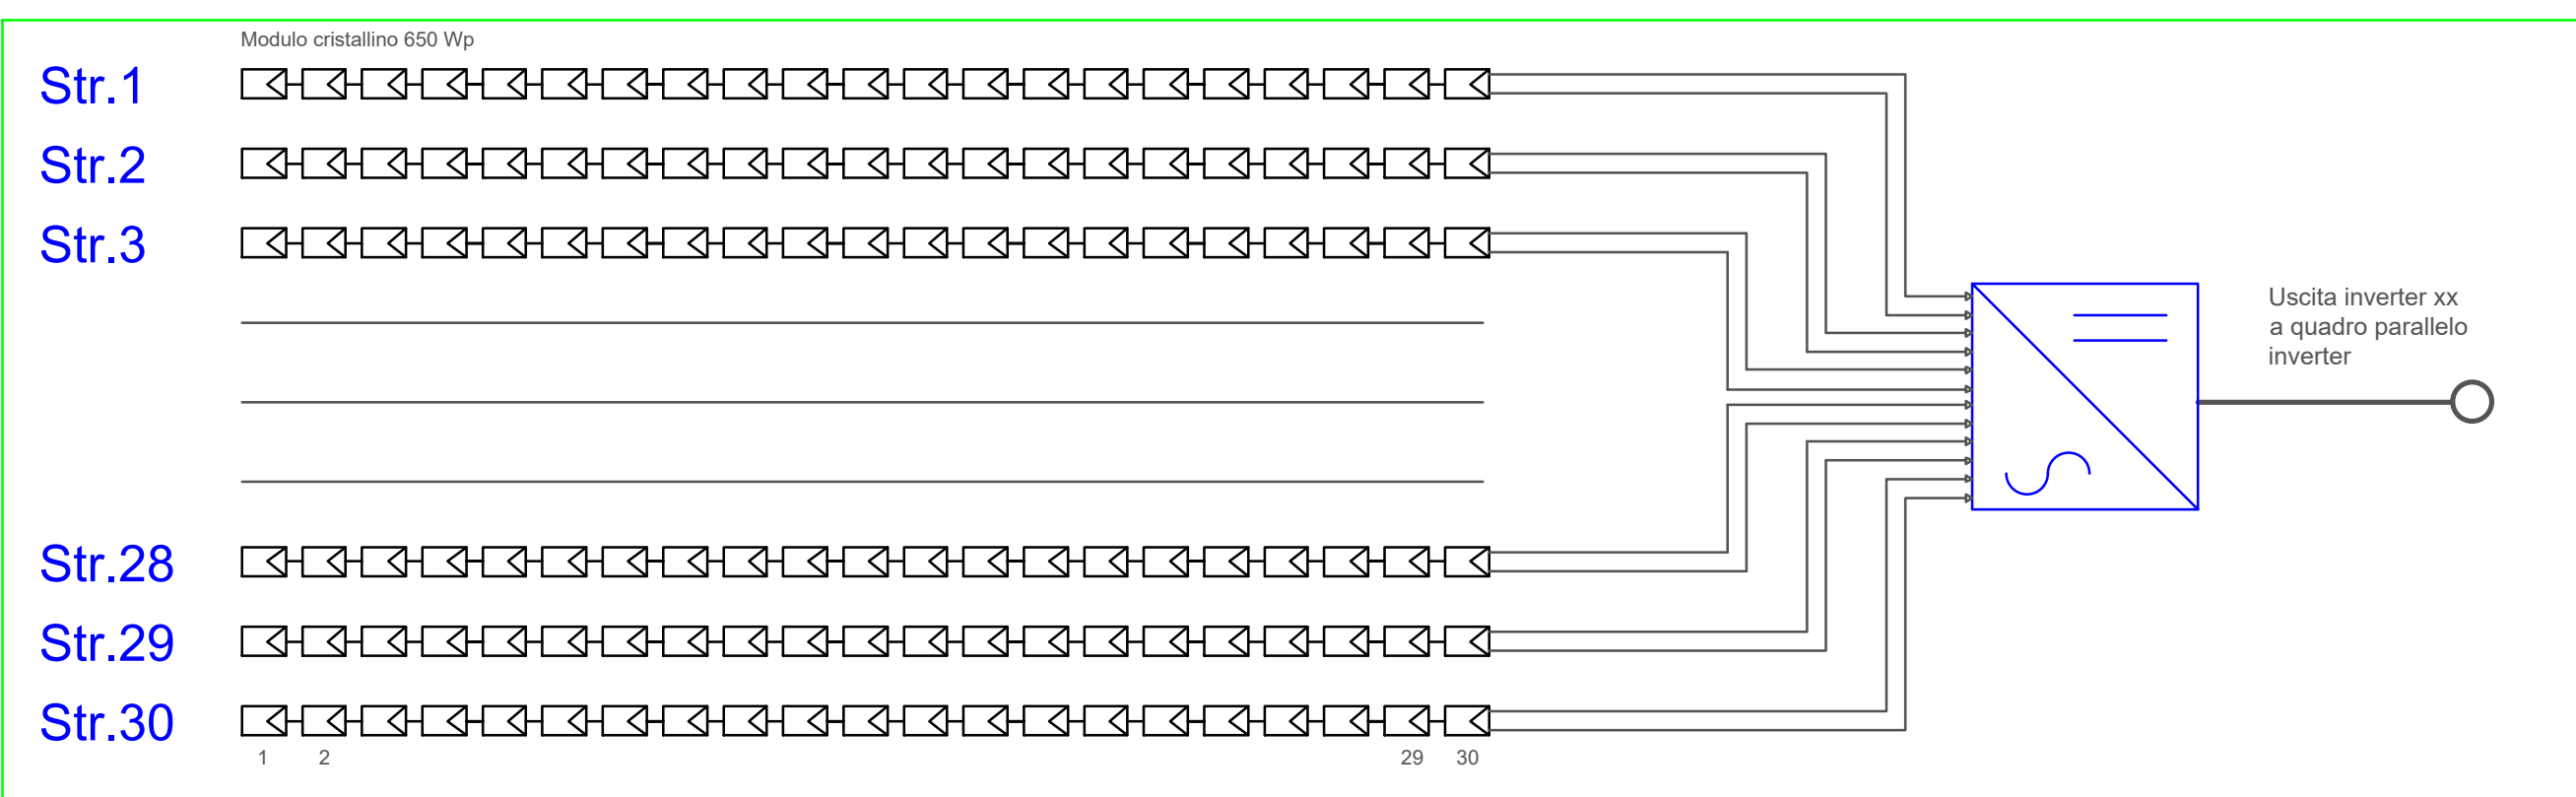 Modulo cristallino 650 Wp
Str.1
Str.2
Str.3
Uscita inverter xx
a quadro parallelo
inverter
Str.28
Str.29
Str.30
1 2 29 30